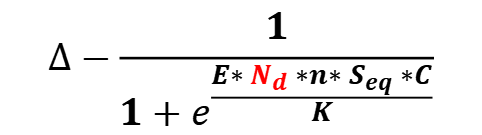 Δ − 1
1 + e
E* N_d *n* S_eq *C
K